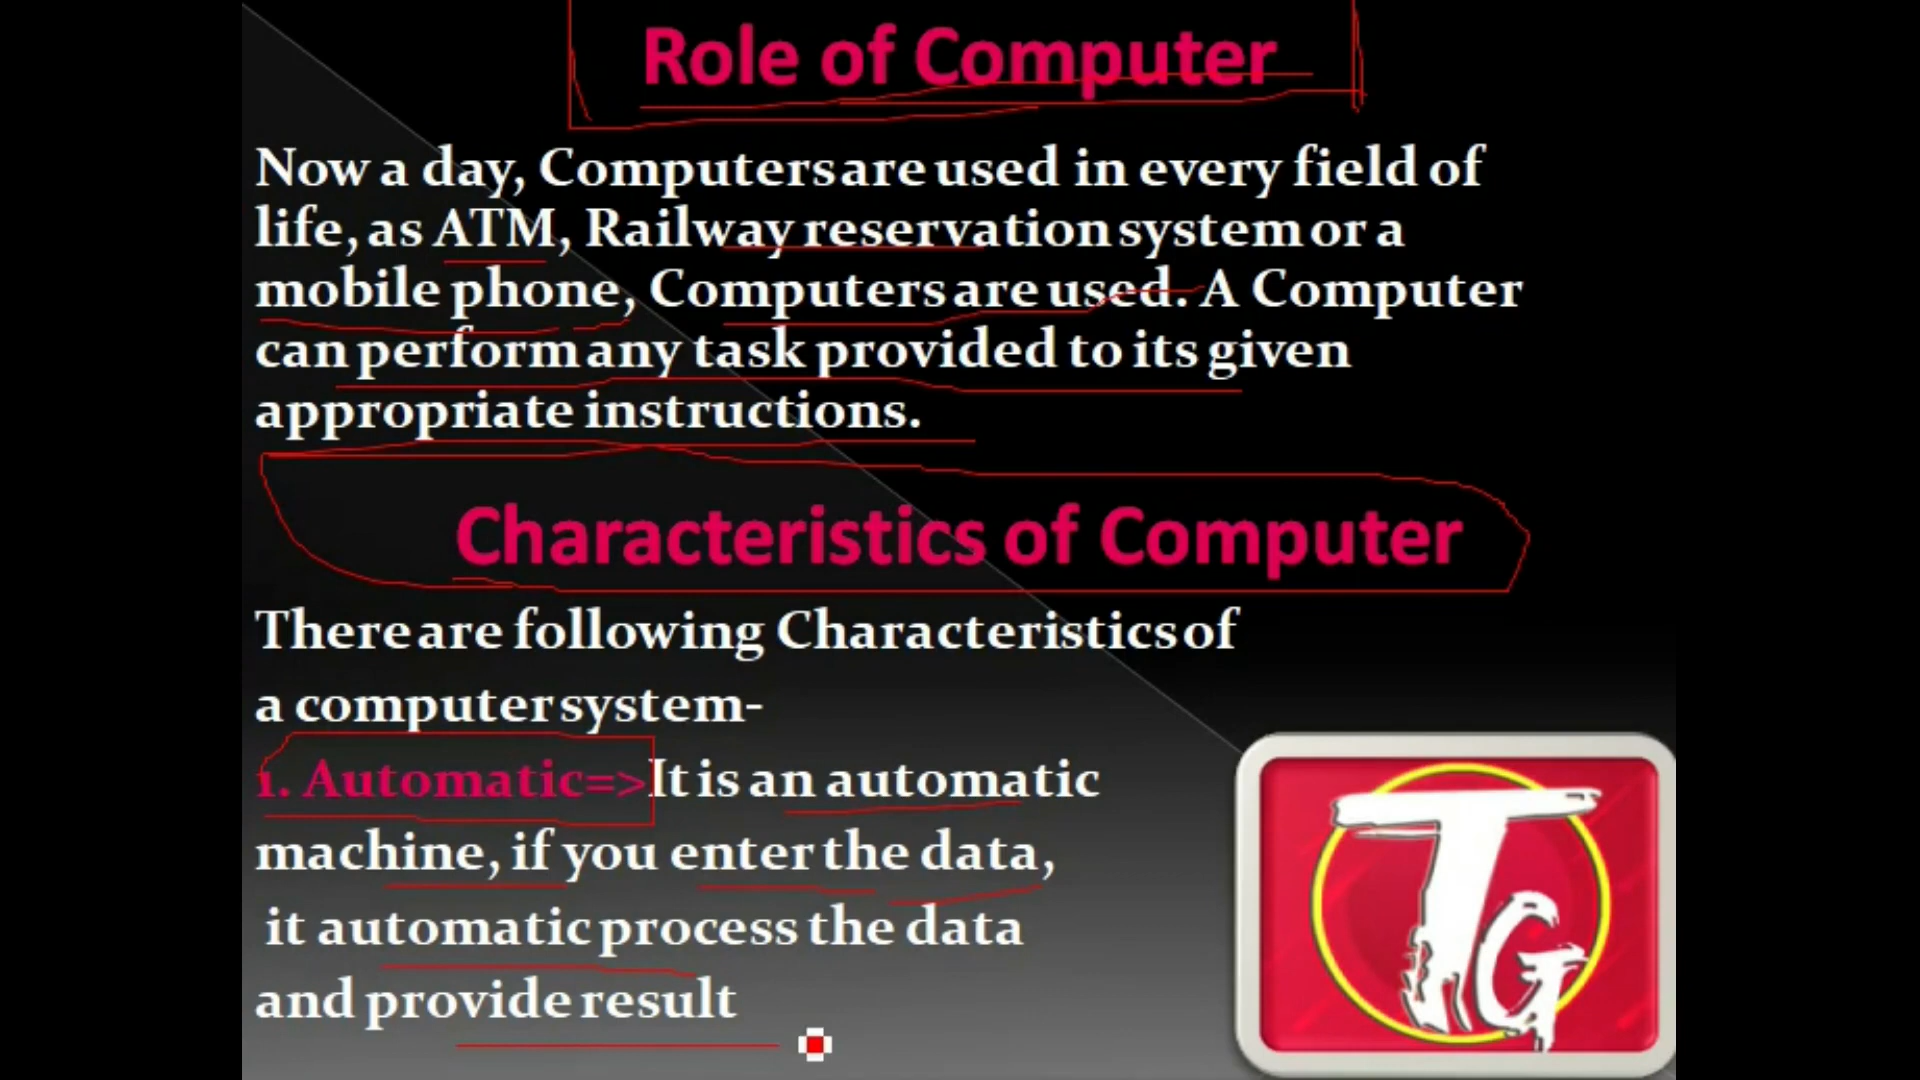 Role of Computer
Now a day, Computers are used in every field of
life, as ATM, Railway reservation system or a
mobile phone, Computers are used. A Computer
can perform any task provided to its given
appropriate instructions.
Characteristics of Computer
There are following Characteristics of
a computer system-
1. Automatic=>It is an automatic
machine, if you enter the data,
it automatic process the data
and provide result
TG